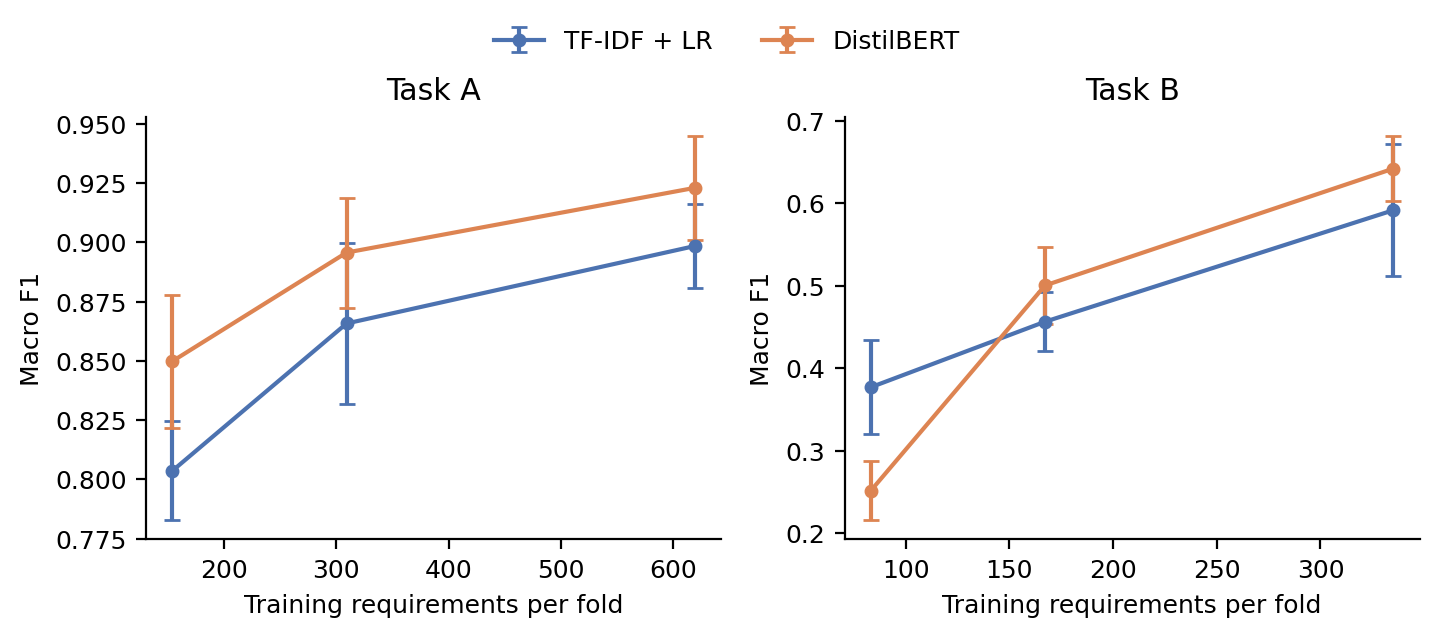 TF-IDF + LR DistilBERT
Task A
0.950
0.925
0.900
0.875
0.850
0.825
0.800
0.775
Macro F1
200 300 400 500 600
Training requirements per fold
Task B
0.7
0.6
0.5
0.4
0.3
0.2
Macro F1
100 150 200 250 300
Training requirements per fold